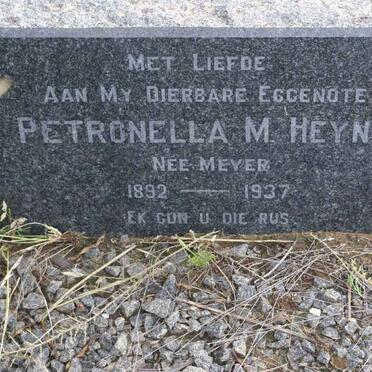 MET LIEFDE
AAN MY DIERBARE EGGENOTE
PETRONELLA M. HEYN
NEE MEYER
1892 — 1937
EK GUN U DIE RUS